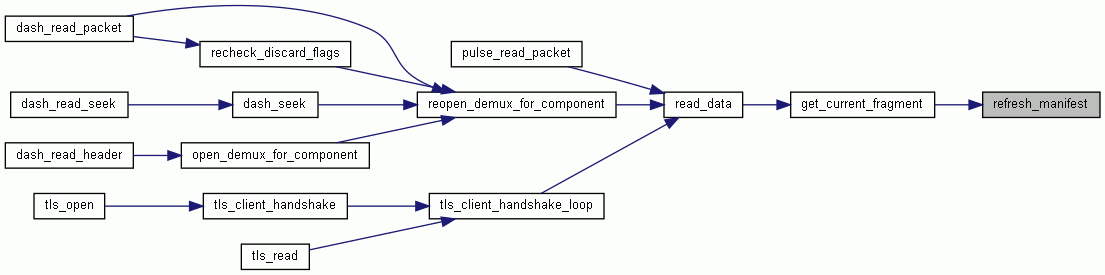 dash_read_packet
recheck_discard_flags
pulse_read_packet
dash_read_seek
dash_seek
reopen_demux_for_component
read_data
get_current_fragment
refresh_manifest
dash_read_header
open_demux_for_component
tls_open
tls_client_handshake
tls_client_handshake_loop
tls_read